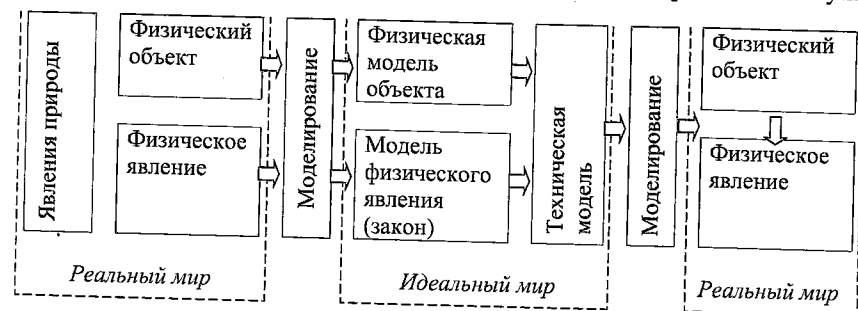 Явления природы
Физический
объект
Физическое
явление
Моделирование
Физическая
модель
объекта
Модель
физического
явления
(закон)
Техническая
модель
Моделирование
Физический
объект
Физическое
явление
Реальный мир
Идеальный мир
Реальный мир